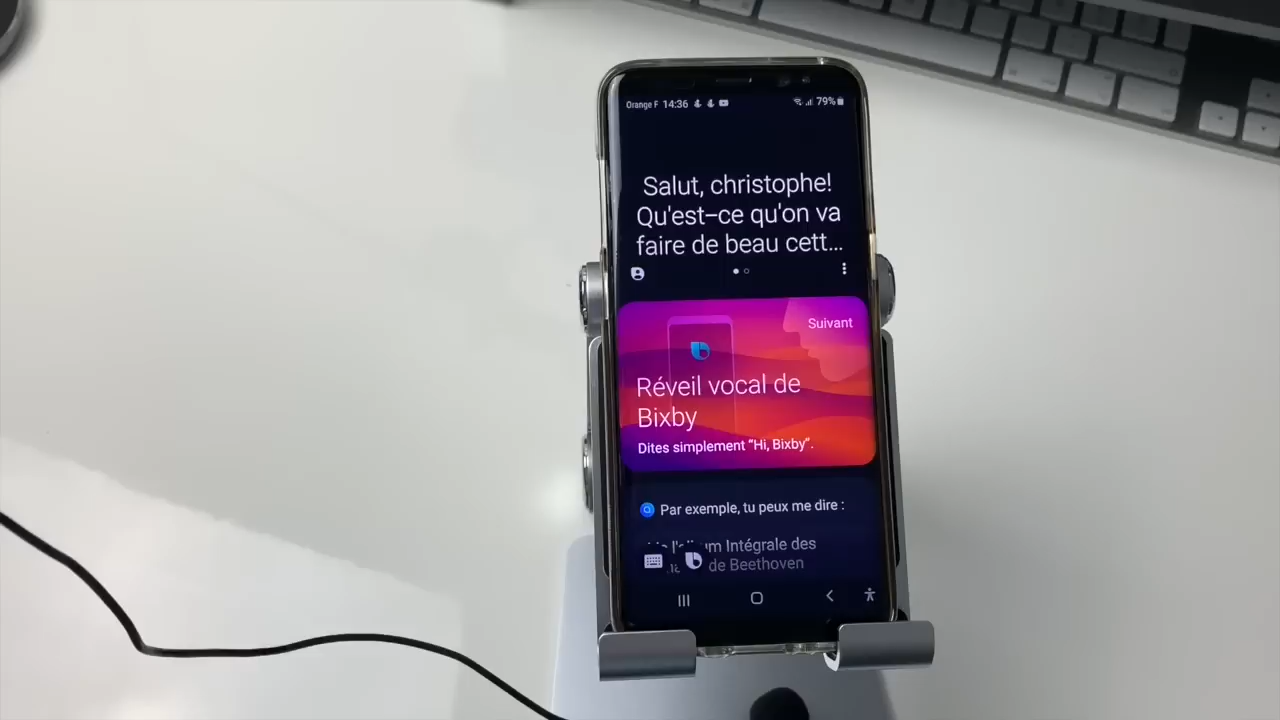 Orange F 14:36 79%
Salut, christophe!
Qu'est-ce qu'on va
faire de beau cett...
Suivant
Réveil vocal de
Bixby
Dites simplement “Hi, Bixby”.
Par exemple, tu peux me dire :
Intégrale des
de Beethoven